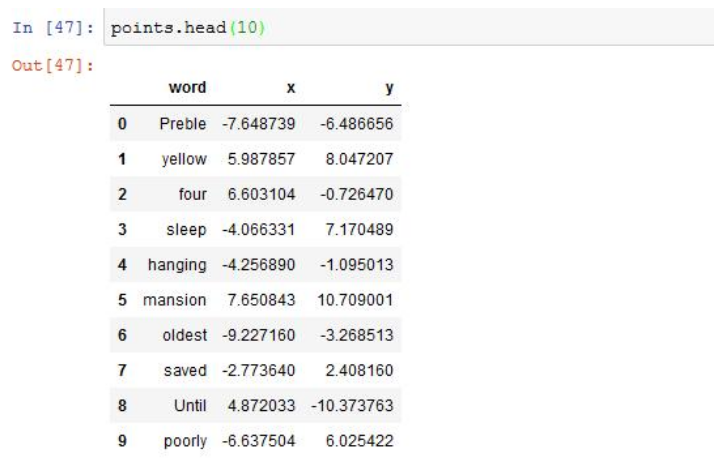 In [47]: points.head(10)
Out[47]:
word x y
0 Preble -7.648739 -6.486656
1 yellow 5.987857 8.047207
2 four 6.603104 -0.726470
3 sleep -4.066331 7.170489
4 hanging -4.256890 -1.095013
5 mansion 7.650843 10.709001
6 oldest -9.227160 -3.268513
7 saved -2.773640 2.408160
8 Until 4.872033 -10.373763
9 poorly -6.637504 6.025422